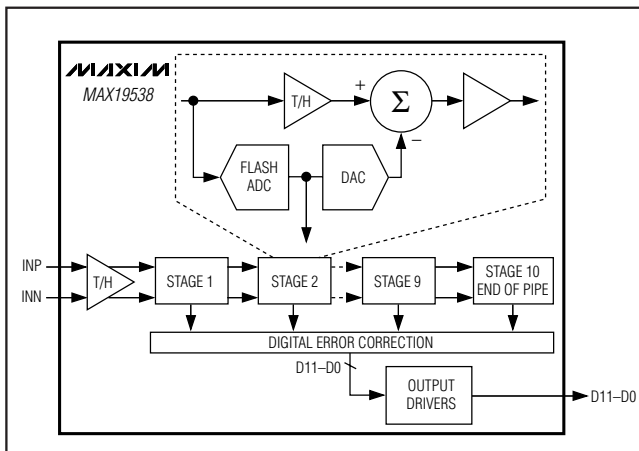 MAXIM
MAX19538
T/H
+
Σ
−
FLASH
ADC
DAC
INP
INN
T/H
STAGE 1
STAGE 2
STAGE 9
STAGE 10
END OF PIPE
DIGITAL ERROR CORRECTION
D11–D0
OUTPUT
DRIVERS
D11–D0